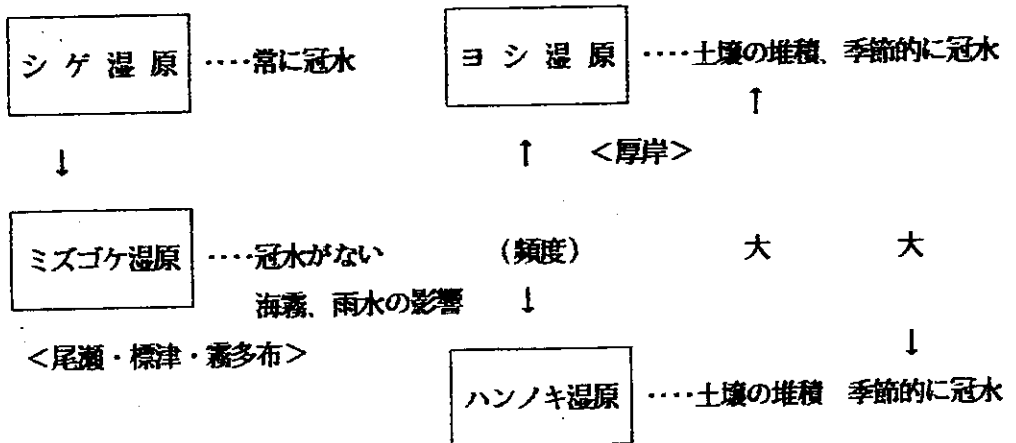 シゲ湿原 ‥‥常に冠水
ヨシ湿原 ‥‥土壌の堆積、季節的に冠水
↓
↑ <厚岸> ↑
ミズゴケ湿原 ‥‥冠水がない
海霧、雨水の影響
<尾瀬・標津・霧多布>
(頻度) 大 大
↓ ↓
ハンノキ湿原 ‥‥土壌の堆積 季節的に冠水